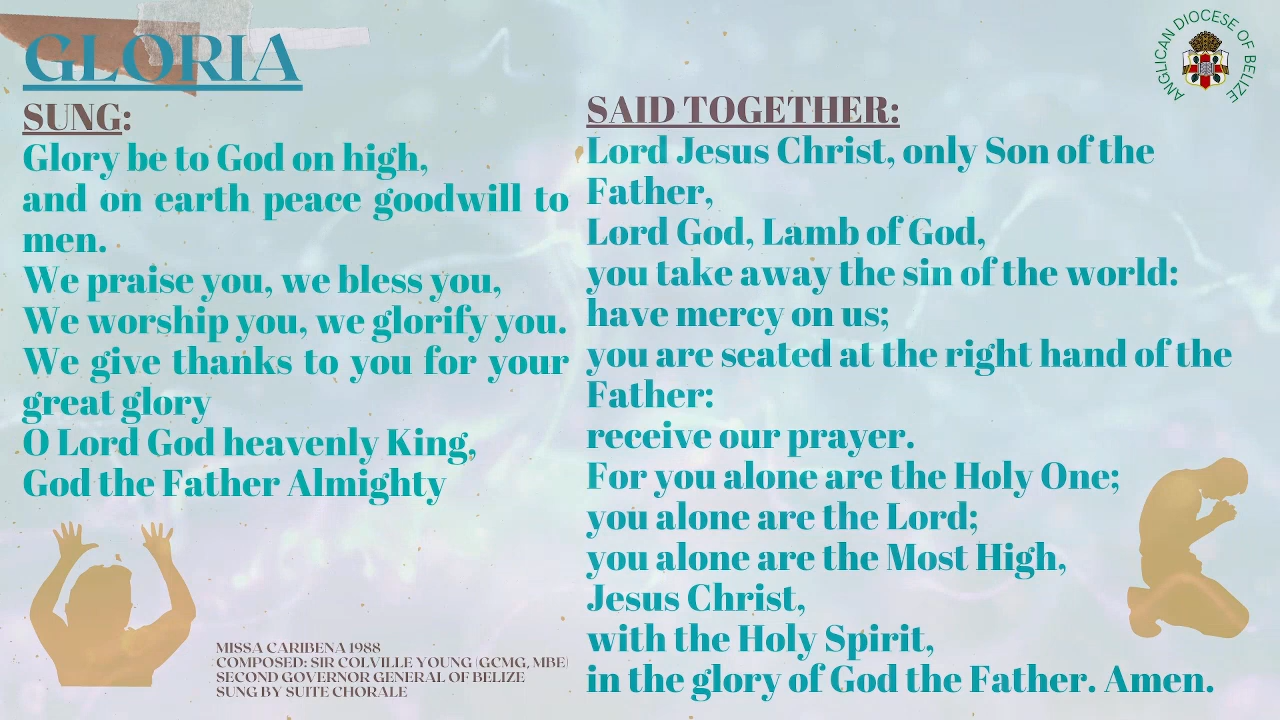 GLORIA
SUNG:
Glory be to God on high,
and on earth peace goodwill to
men.
We praise you, we bless you,
We worship you, we glorify you.
We give thanks to you for your
great glory
O Lord God heavenly King,
God the Father Almighty
MISSA CARIBENA 1988
COMPOSED: SIR COLVILLE YOUNG (GCMG, MBE)
SECOND GOVERNOR GENERAL OF BELIZE
SUNG BY SUITE CHORALE
SAID TOGETHER:
Lord Jesus Christ, only Son of the
Father,
Lord God, Lamb of God,
you take away the sin of the world:
have mercy on us;
you are seated at the right hand of the
Father:
receive our prayer.
For you alone are the Holy One;
you alone are the Lord;
you alone are the Most High,
Jesus Christ,
with the Holy Spirit,
in the glory of God the Father. Amen.
ANGLICAN DIOCESE OF BELIZE